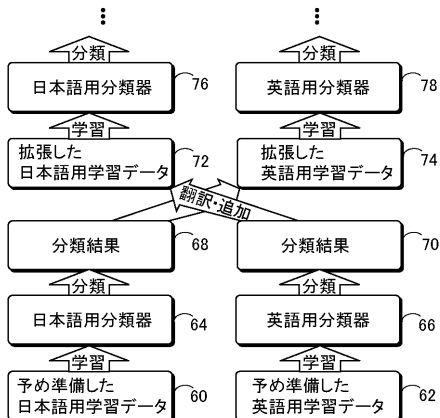 分類
分類
日本語用分類器
76
英語用分類器
78
学習
学習
拡張した
日本語用学習データ
72
拡張した
英語用学習データ
74
翻訳・追加
分類結果
68
分類結果
70
分類
分類
日本語用分類器
64
英語用分類器
66
学習
学習
予め準備した
日本語用学習データ
60
予め準備した
英語用学習データ
62